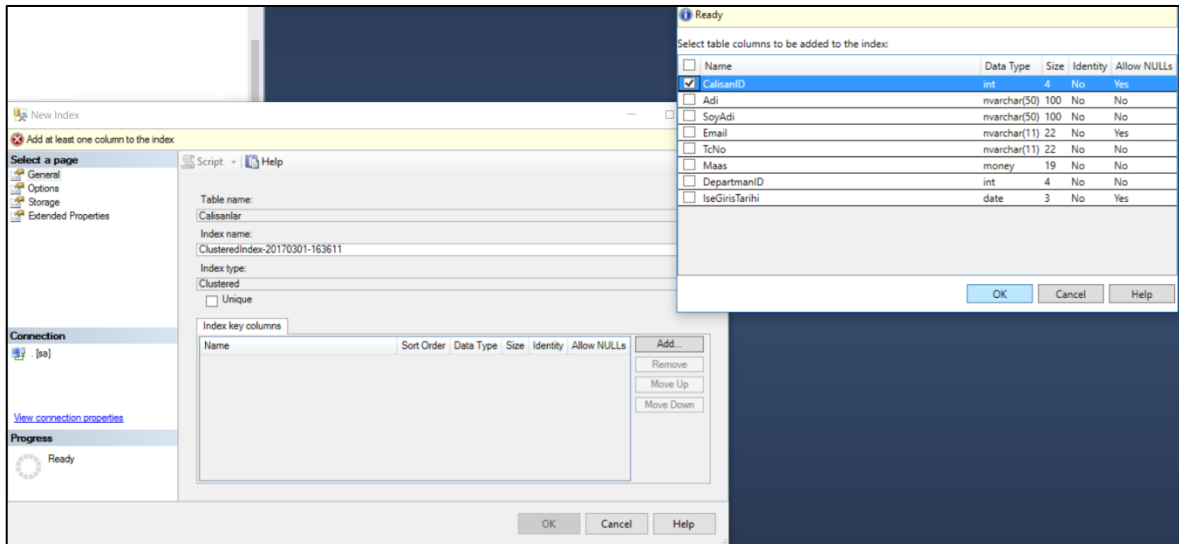 Ready
Select table columns to be added to the index:
Name Data Type Size Identity Allow NULLs
CalisanID int 4 No Yes
Adi nvarchar(50) 100 No No
SoyAdi nvarchar(50) 100 No No
Email nvarchar(11) 22 No Yes
TcNo nvarchar(11) 22 No No
Maas money 19 No No
DepartmanID int 4 No No
IseGirisTarihi date 3 No Yes
OK Cancel Help
New Index
Add at least one column to the index
Select a page
General
Options
Storage
Extended Properties
Connection
. [sa]
View connection properties
Progress
Ready
Script Help
Table name:
Calisanlar
Index name:
ClusteredIndex-20170301-163611
Index type:
Clustered
Unique
Index key columns
Name Sort Order Data Type Size Identity Allow NULLs
Add...
Remove
Move Up
Move Down
OK Cancel Help